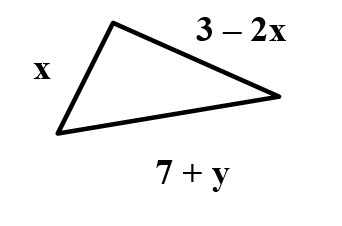 3 – 2x
x
7 + y